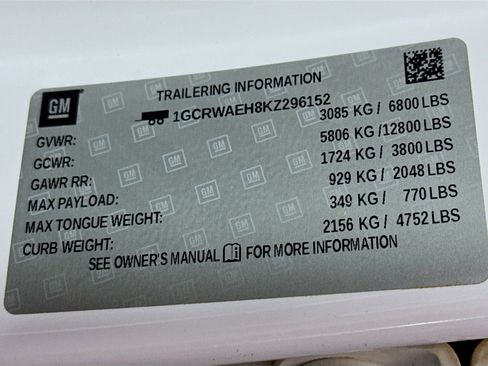 GM
TRAILERING INFORMATION
1GCRWAEH8KZ296152
GVWR: 3085 KG / 6800 LBS
GCWR: 5806 KG /12800 LBS
GAWR RR: 1724 KG / 3800 LBS
MAX PAYLOAD: 929 KG / 2048 LBS
MAX TONGUE WEIGHT: 349 KG / 770 LBS
CURB WEIGHT: 2156 KG / 4752 LBS
SEE OWNER'S MANUAL FOR MORE INFORMATION